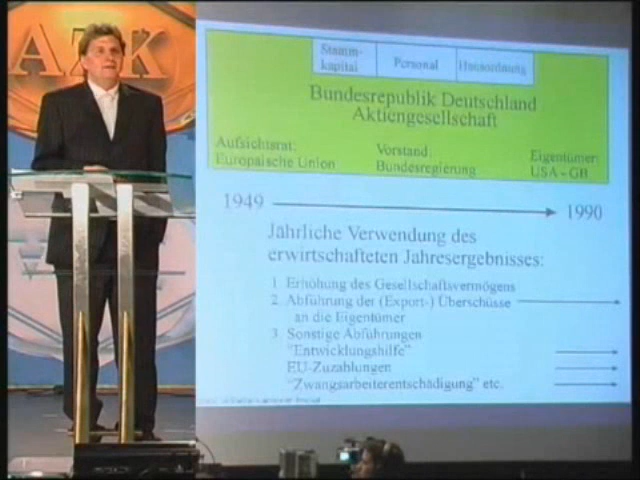 AZK
Stamm-
kapital
Personal
Hausordnung
Bundesrepublik Deutschland
Aktiengesellschaft
Aufsichtsrat:
Europäische Union
Vorstand:
Bundesregierung
Eigentümer:
USA - GB
1949
1990
Jährliche Verwendung des
erwirtschafteten Jahresergebnisses:
1 Erhöhung des Gesellschaftsvermögens
2. Abführung der (Export-) Überschüsse
an die Eigentümer
3 Sonstige Abführungen
"Entwicklungshilfe"
EU-Zuzahlungen
"Zwangsarbeiterentschädigung" etc.